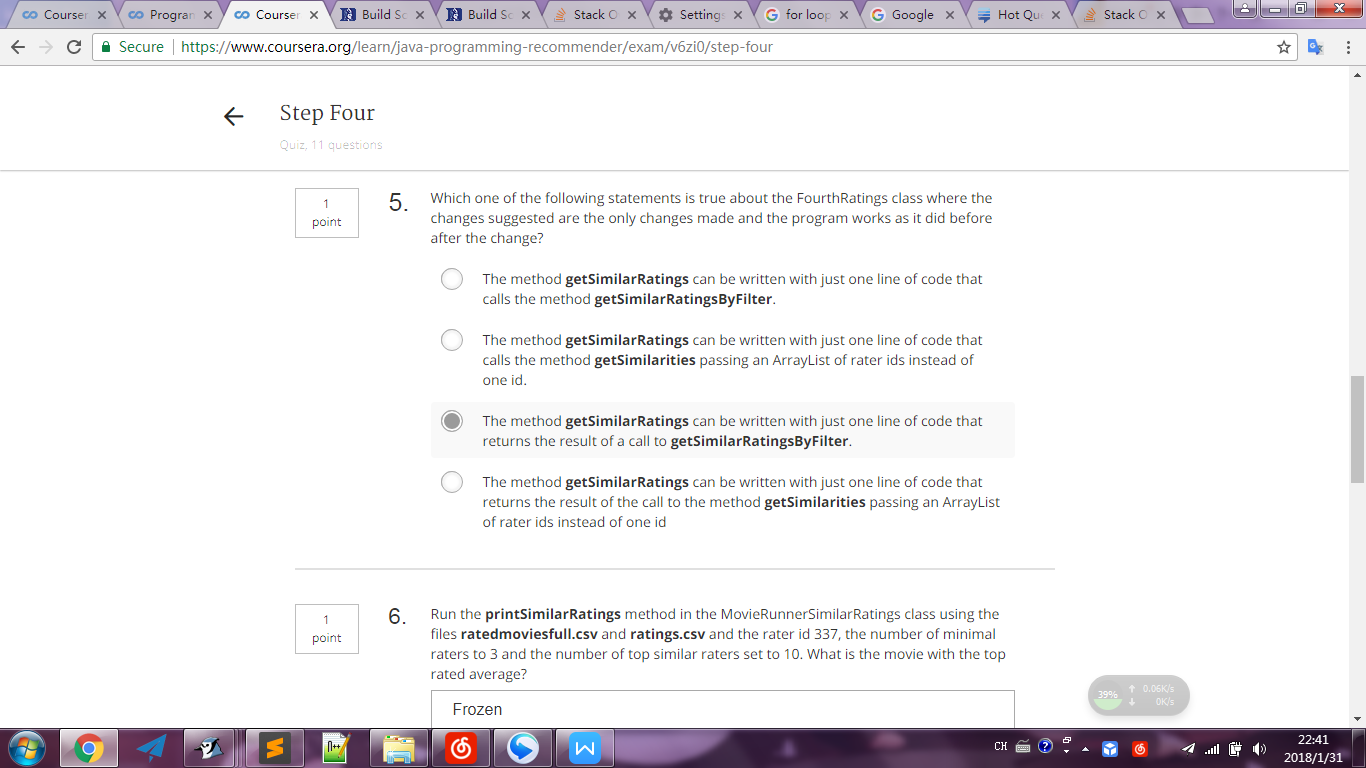 Courser
Program
Courser
Build Sc
Build Sc
Stack O
Settings
for loop
Google
Hot Qu
Stack O
Secure
https://www.coursera.org/learn/java-programming-recommender/exam/v6zi0/step-four
Step Four
Quiz, 11 questions
1
point
5.
Which one of the following statements is true about the FourthRatings class where the
changes suggested are the only changes made and the program works as it did before
after the change?
The method getSimilarRatings can be written with just one line of code that
calls the method getSimilarRatingsByFilter.
The method getSimilarRatings can be written with just one line of code that
calls the method getSimilarities passing an ArrayList of rater ids instead of
one id.
The method getSimilarRatings can be written with just one line of code that
returns the result of a call to getSimilarRatingsByFilter.
The method getSimilarRatings can be written with just one line of code that
returns the result of the call to the method getSimilarities passing an ArrayList
of rater ids instead of one id
1
point
6.
Run the printSimilarRatings method in the MovieRunnerSimilarRatings class using the
files ratedmoviesfull.csv and ratings.csv and the rater id 337, the number of minimal
raters to 3 and the number of top similar raters set to 10. What is the movie with the top
rated average?
Frozen
39%
0.06K/s
0K/s
CH
22:41
2018/1/31